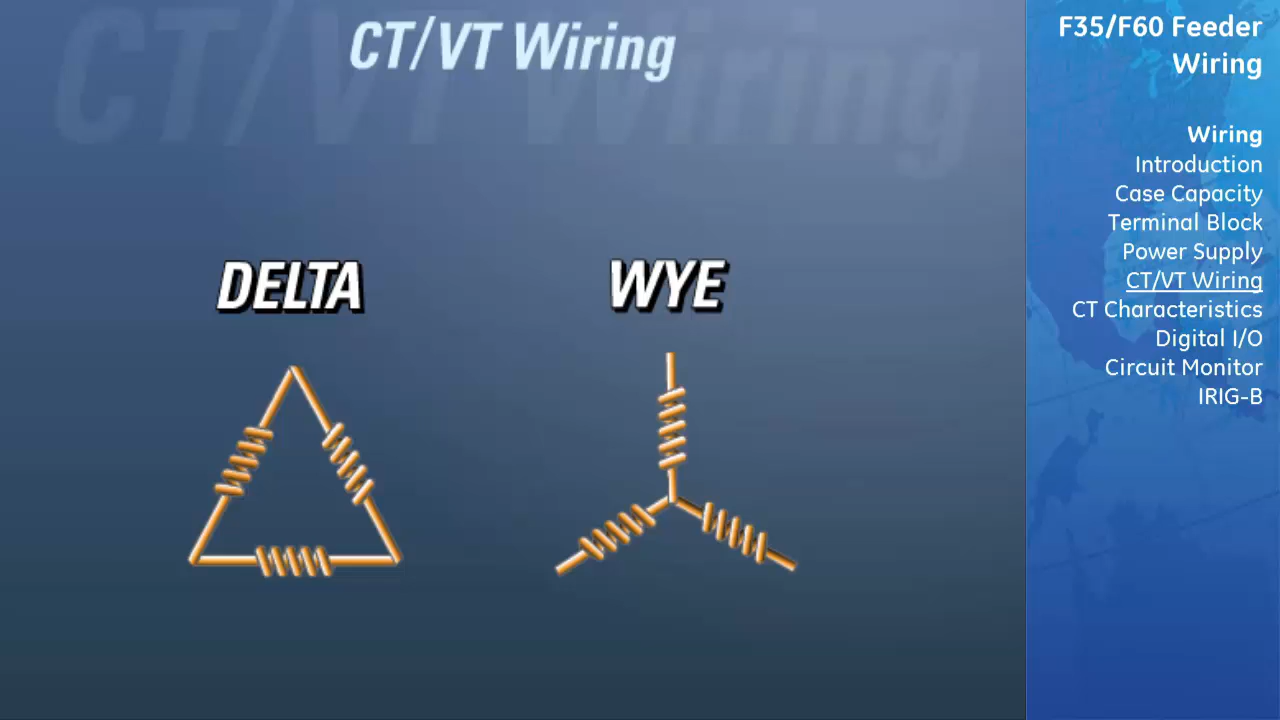 CT/VT Wiring
DELTA
WYE
F35/F60 Feeder
Wiring
Wiring
Introduction
Case Capacity
Terminal Block
Power Supply
CT/VT Wiring
CT Characteristics
Digital I/O
Circuit Monitor
IRIG-B